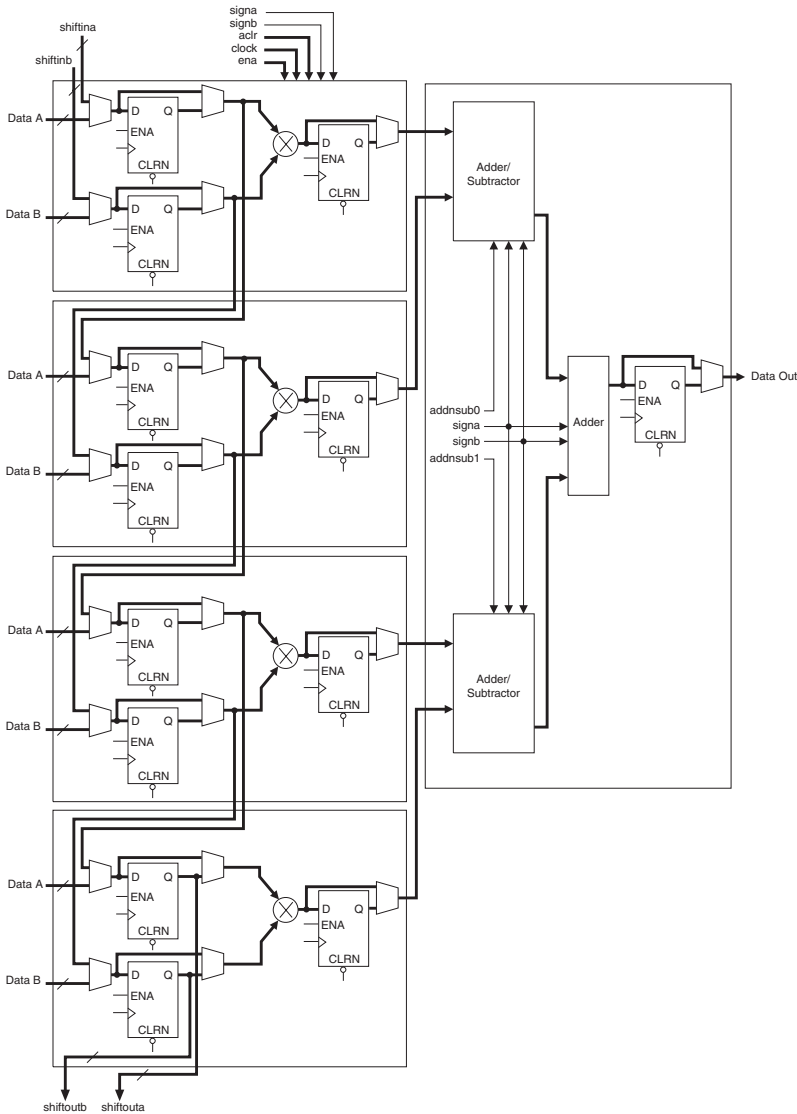 signa
signb
aclr
clock
ena
shiftina
shiftinb
Data A
D Q
ENA
CLRN
Data B
D Q
ENA
CLRN
D Q
ENA
CLRN
Adder/
Subtractor
Data A
D Q
ENA
CLRN
Data B
D Q
ENA
CLRN
D Q
ENA
CLRN
addnsub0
signa
signb
addnsub1
Adder
D Q
ENA
CLRN
Data Out
Data A
D Q
ENA
CLRN
Data B
D Q
ENA
CLRN
D Q
ENA
CLRN
Adder/
Subtractor
Data A
D Q
ENA
CLRN
Data B
D Q
ENA
CLRN
D Q
ENA
CLRN
shiftoutb shiftouta